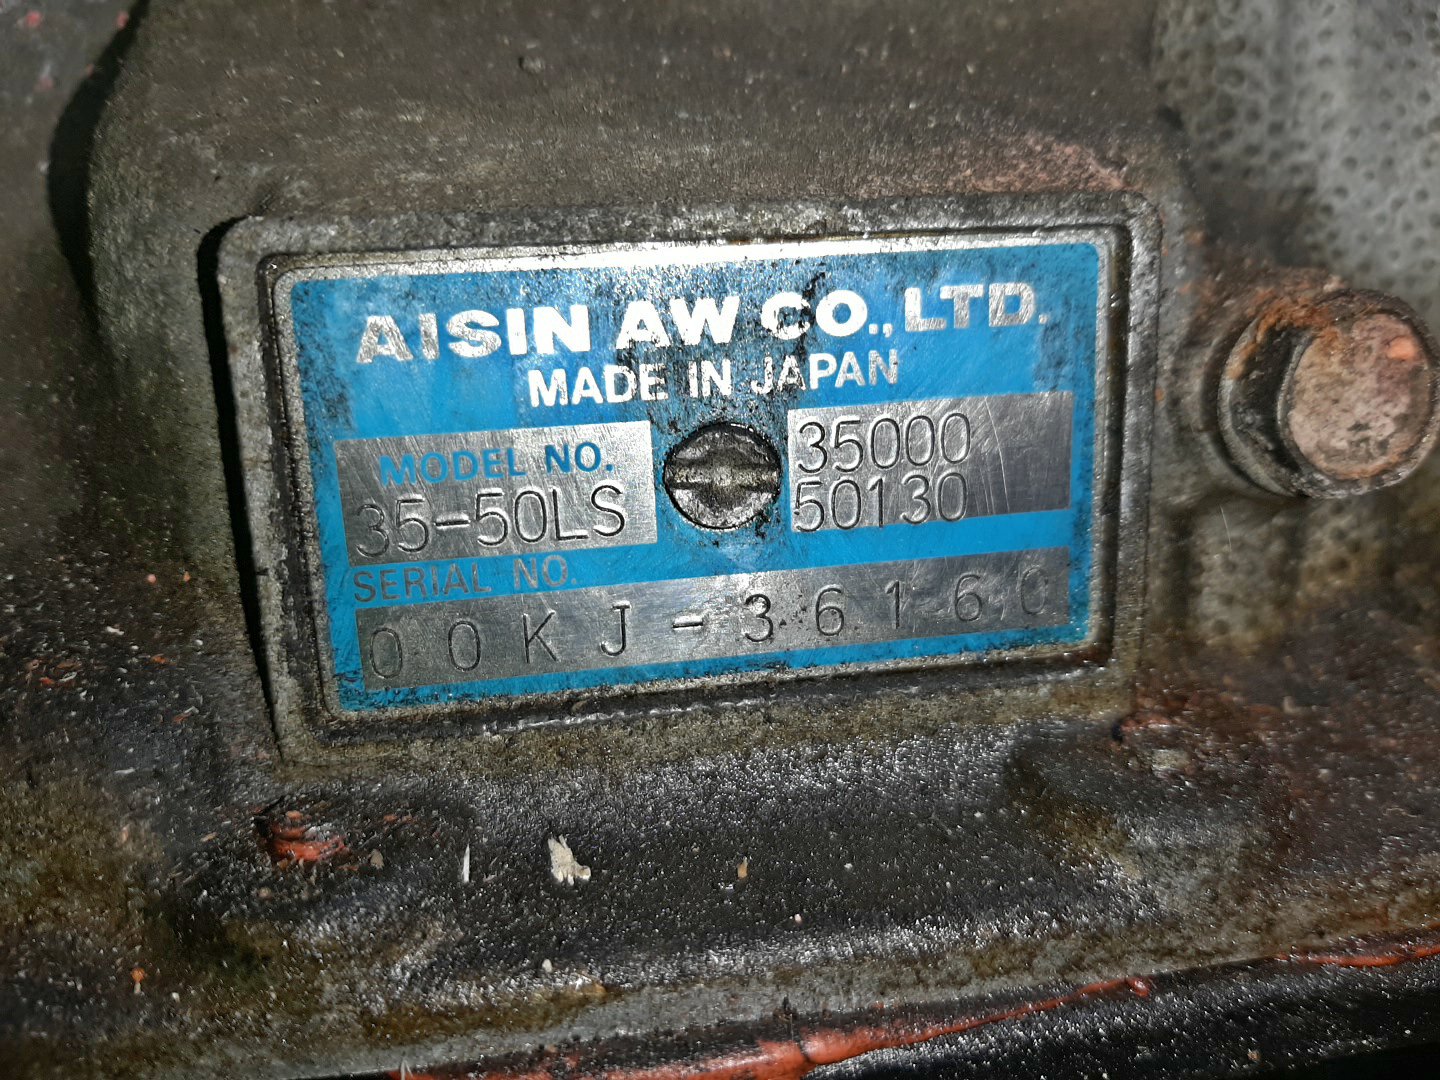 AISIN AW CO., LTD.
MADE IN JAPAN
MODEL NO.
35-50LS
35000
50130
SERIAL NO.
00KJ-36160